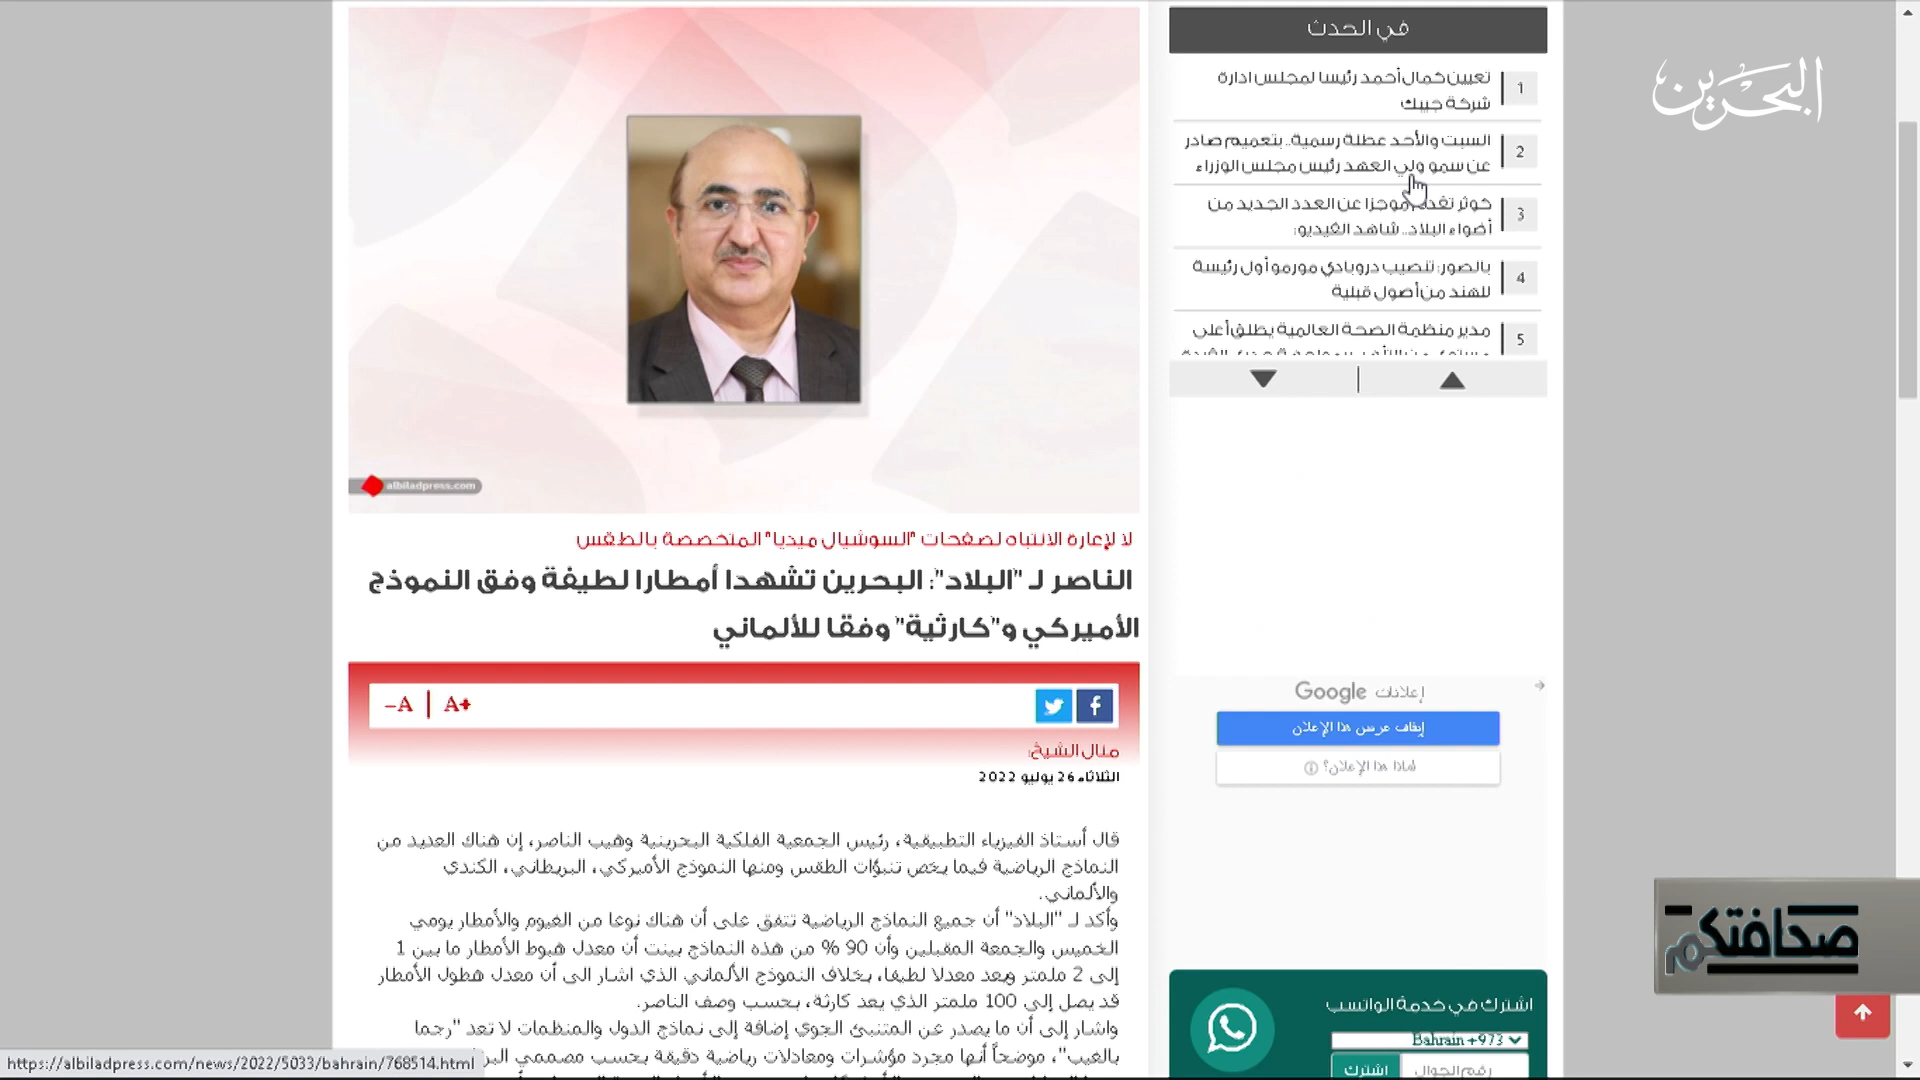 في الحدث
1
تعيين كمال أحمد رئيسا لمجلس ادارة
شركة جيبك
2
السبت والأحد عطلة رسمية.. بتعميم صادر
عن سمو ولي العهد رئيس مجلس الوزراء
3
كوثر تقدم موجزا عن العدد الجديد من
أضواء البلاد.. شاهد الفيديو:
4
بالصور: تنصيب دروبادي مورمو أول رئيسة
للهند من أصول قبلية
5
مدير منظمة الصحة العالمية يطلق أعلى
البحرين
albiladpress.com
لا لإعارة الانتباه لصفحات "السوشيال ميديا" المتخصصة بالطقس
الناصر لـ "البلاد": البحرين تشهدا أمطارا لطيفة وفق النموذج
الأميركي و"كارثية" وفقا للألماني
A- | A+
منال الشيخ:
الثلاثاء 26 يوليو 2022
قال أستاذ الفيزياء التطبيقية، رئيس الجمعية الفلكية البحرينية وهيب الناصر، إن هناك العديد من
النماذج الرياضية فيما يخص تنبؤات الطقس ومنها النموذج الأميركي، البريطاني، الكندي
والألماني.
وأكد لـ "البلاد" أن جميع النماذج الرياضية تتفق على أن هناك نوعا من الغيوم والأمطار يومي
الخميس والجمعة المقبلين وأن 90 % من هذه النماذج بينت أن معدل هبوط الأمطار ما بين 1
إلى 2 ملمتر ويعد معدلا لطيفا، بخلاف النموذج الألماني الذي اشار الى أن معدل هطول الأمطار
قد يصل إلى 100 ملمتر الذي يعد كارثة، بحسب وصف الناصر.
واشار إلى أن ما يصدر عن المتنبئ الجوي إضافة إلى نماذج الدول والمنظمات لا تعد "رجما
بالغيب"، موضحاً أنها مجرد مؤشرات ومعادلات رياضية دقيقة بحسب مصممي
إعلانات Google
إيقاف عرض هذا الإعلان
لماذا هذا الإعلان؟
صحافتكم
اشترك في خدمة الواتسب
Bahrain +973
رقم الجوال
اشترك
https://albiladpress.com/news/2022/5033/bahrain/768514.html